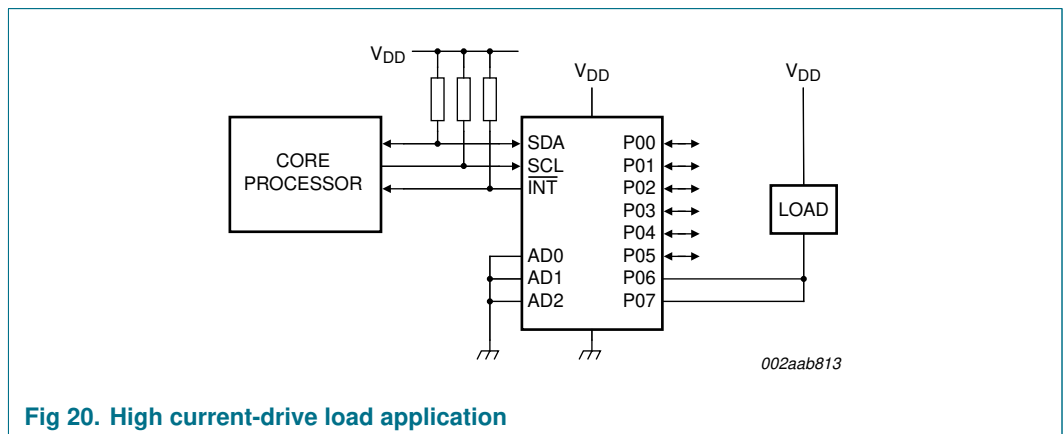 VDD
VDD
VDD
CORE
PROCESSOR
SDA
SCL
INT
AD0
AD1
AD2
P00
P01
P02
P03
P04
P05
P06
P07
LOAD
002aab813
Fig 20. High current-drive load application